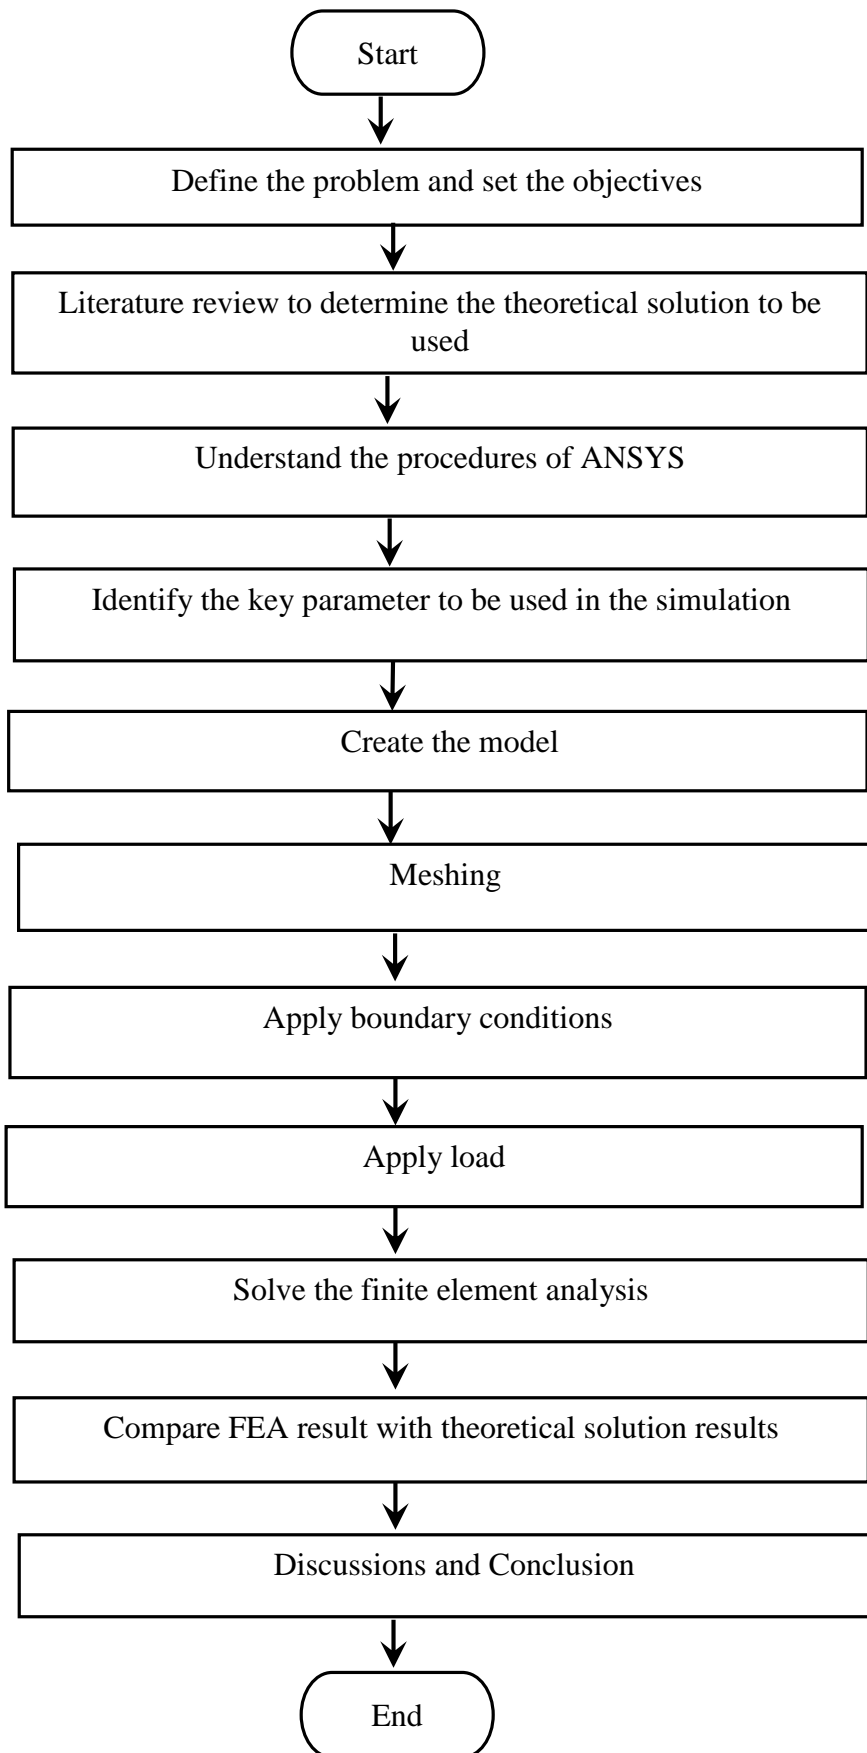 Start
Define the problem and set the objectives
Literature review to determine the theoretical solution to be
used
Understand the procedures of ANSYS
Identify the key parameter to be used in the simulation
Create the model
Meshing
Apply boundary conditions
Apply load
Solve the finite element analysis
Compare FEA result with theoretical solution results
Discussions and Conclusion
End